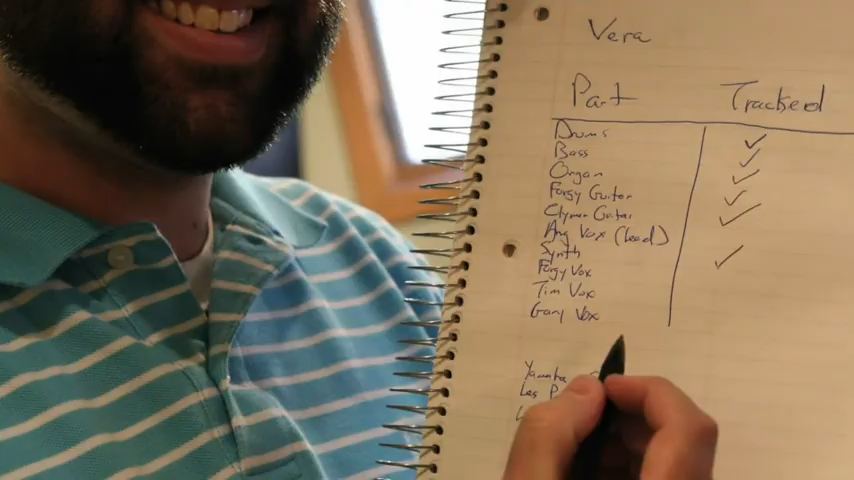 Vera
Part Tracked
Drums ✓
Bass ✓
Organ ✓
Forgy Guitar ✓
Clymer Guitar ✓
Ang Vox (Lead)
Synth ✓
Forgy Vox
Tim Vox
Gary Vox
Yamaha
Les